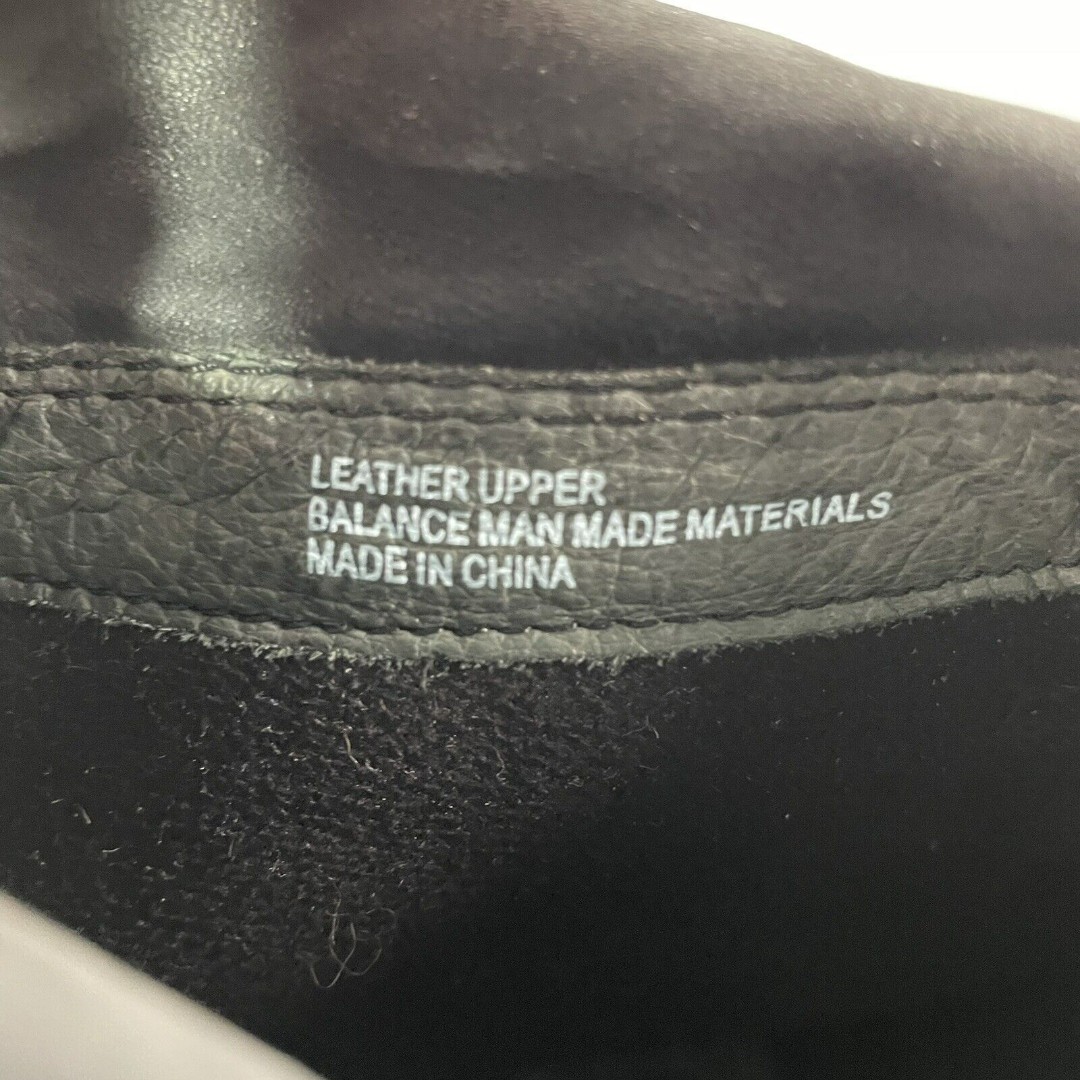 LEATHER UPPER
BALANCE MAN MADE MATERIALS
MADE IN CHINA